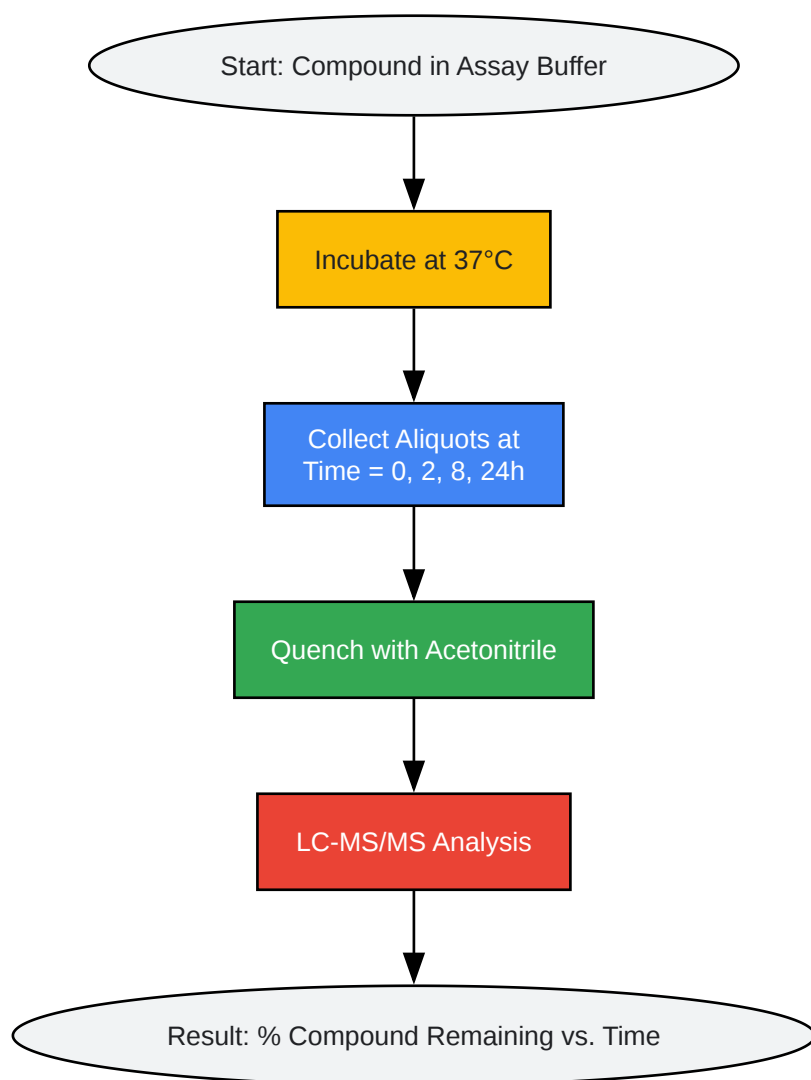 Start: Compound in Assay Buffer
Incubate at 37°C
Collect Aliquots at
Time = 0, 2, 8, 24h
Quench with Acetonitrile
LC-MS/MS Analysis
Result: % Compound Remaining vs. Time